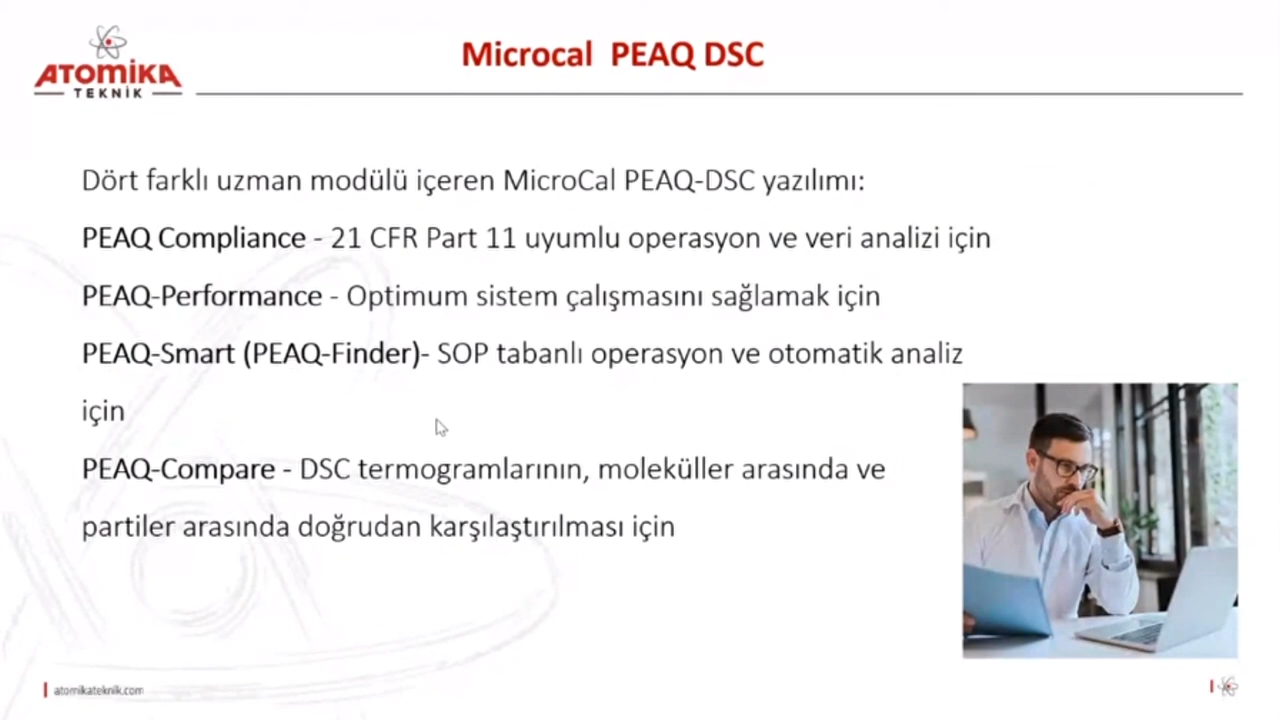 ATOMİKA
TEKNİK
Microcal PEAQ DSC
Dört farklı uzman modülü içeren MicroCal PEAQ-DSC yazılımı:
PEAQ Compliance - 21 CFR Part 11 uyumlu operasyon ve veri analizi için
PEAQ-Performance - Optimum sistem çalışmasını sağlamak için
PEAQ-Smart (PEAQ-Finder)- SOP tabanlı operasyon ve otomatik analiz
için
PEAQ-Compare - DSC termogramlarının, moleküller arasında ve
partiler arasında doğrudan karşılaştırılması için
atomikateknik.com